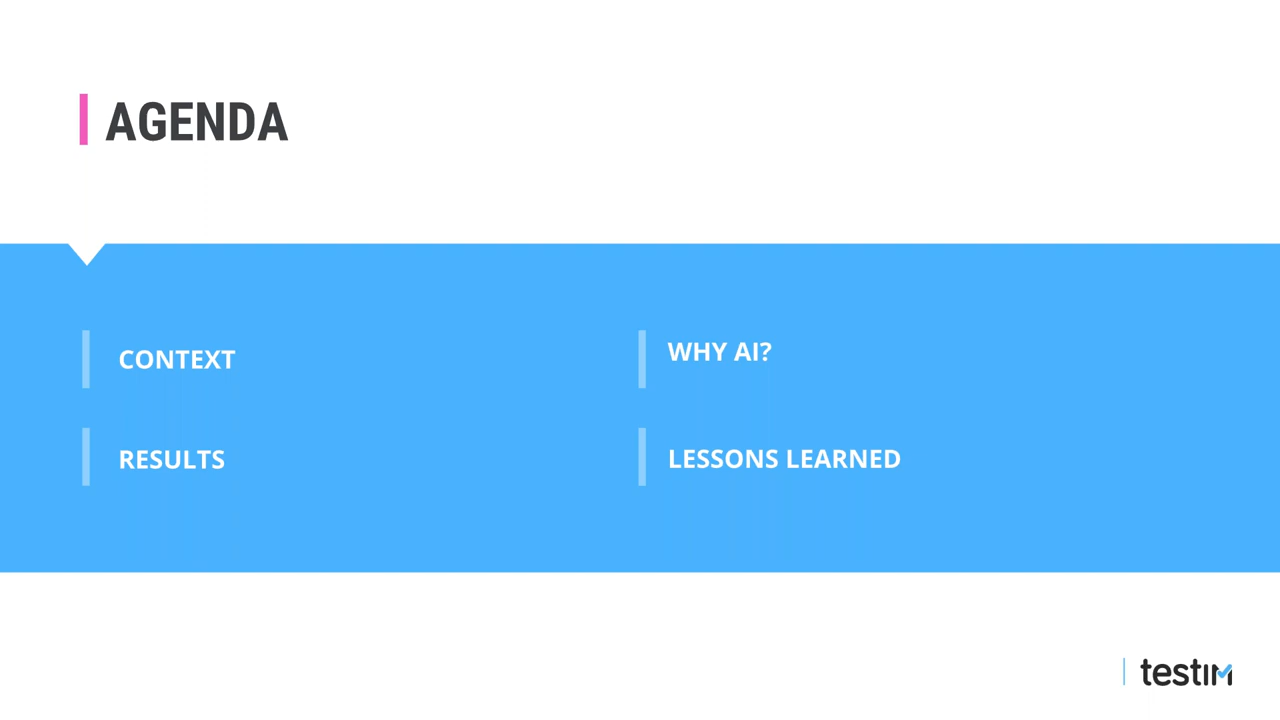 AGENDA
CONTEXT
WHY AI?
RESULTS
LESSONS LEARNED
testim